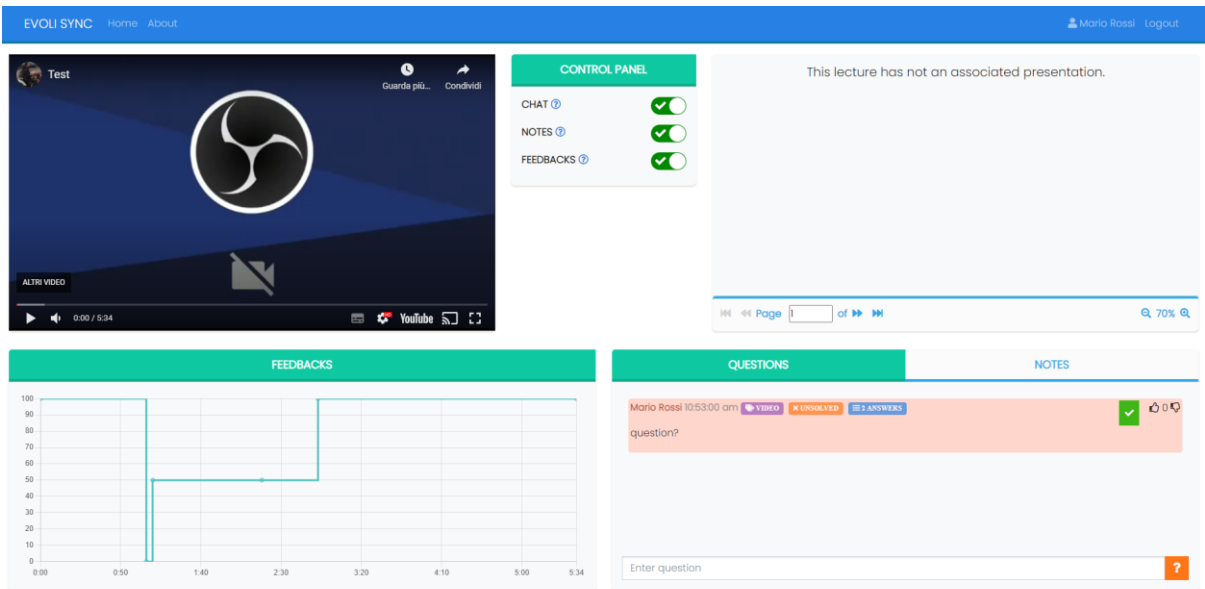 EVOLI SYNC Home About Mario Rossi Logout
Test
Guarda più... Condividi
ALTRI VIDEO
0:00 / 5:34 HD YouTube
CONTROL PANEL
CHAT ?
NOTES ?
FEEDBACKS ?
This lecture has not an associated presentation.
Page 1 of 70%
FEEDBACKS
100
90
80
70
60
50
40
30
20
10
0
0:00 0:50 1:40 2:30 3:20 4:10 5:00 5:34
QUESTIONS NOTES
Mario Rossi 10:53:00 am VIDEO UNSOLVED 2 ANSWERS 0
question?
Enter question ?